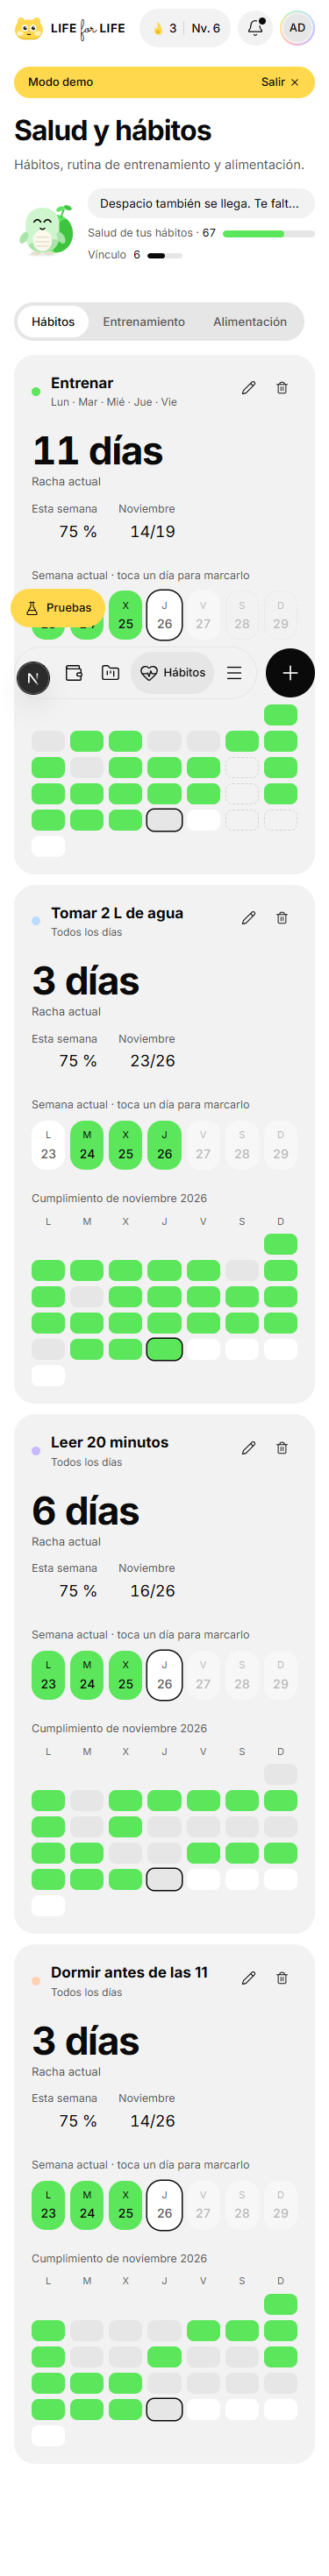 LIFE for LIFE
3 Nv. 6
AD
Modo demo Salir ×
Salud y hábitos
Hábitos, rutina de entrenamiento y alimentación.
Despacio también se llega. Te falt...
Salud de tus hábitos · 67
Vínculo 6
Hábitos Entrenamiento Alimentación
Entrenar
Lun · Mar · Mié · Jue · Vie
11 días
Racha actual
Esta semana Noviembre
75 % 14/19
Semana actual · toca un día para marcarlo
Pruebas
X J V S D
25 26 27 28 29
N
Hábitos
Tomar 2 L de agua
Todos los días
3 días
Racha actual
Esta semana Noviembre
75 % 23/26
Semana actual · toca un día para marcarlo
L M X J V S D
23 24 25 26 27 28 29
Cumplimiento de noviembre 2026
L M X J V S D
Leer 20 minutos
Todos los días
6 días
Racha actual
Esta semana Noviembre
75 % 16/26
Semana actual · toca un día para marcarlo
L M X J V S D
23 24 25 26 27 28 29
Cumplimiento de noviembre 2026
L M X J V S D
Dormir antes de las 11
Todos los días
3 días
Racha actual
Esta semana Noviembre
75 % 14/26
Semana actual · toca un día para marcarlo
L M X J V S D
23 24 25 26 27 28 29
Cumplimiento de noviembre 2026
L M X J V S D